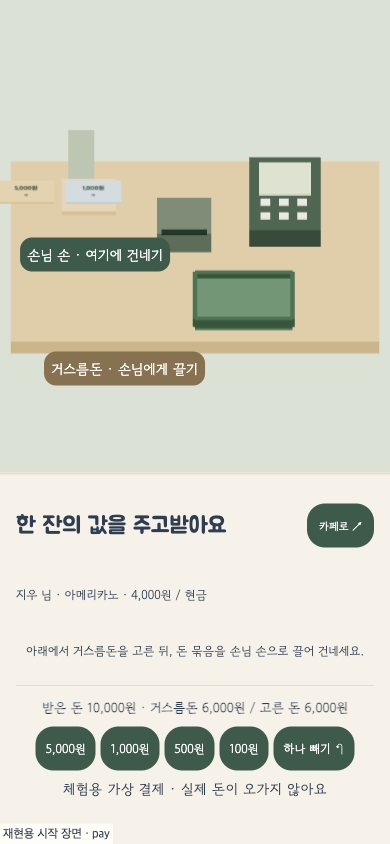 5,000원
1,000원
손님 손 · 여기에 건네기
거스름돈 · 손님에게 끌기
한 잔의 값을 주고받아요
카페로 ↗
지우 님 · 아메리카노 · 4,000원 / 현금
아래에서 거스름돈을 고른 뒤, 돈 묶음을 손님 손으로 끌어 건네세요.
받은 돈 10,000원 · 거스름돈 6,000원 / 고른 돈 6,000원
5,000원
1,000원
500원
100원
하나 빼기 ↰
체험용 가상 결제 · 실제 돈이 오가지 않아요
재현용 시작 장면 · pay